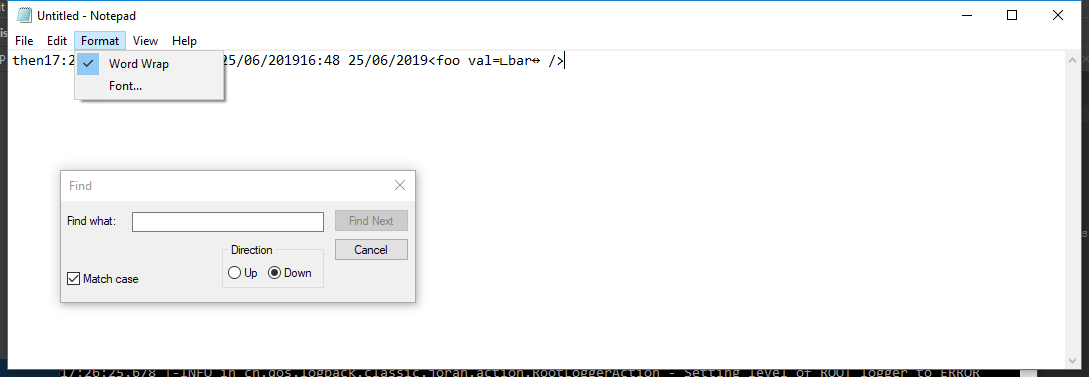 Untitled - Notepad
File Edit Format View Help
then17:2 25/06/201916:48 25/06/2019<foo val=∟bar↔ />
Word Wrap
Font...
Find
Find what:
Find Next
Direction
Cancel
Up Down
Match case
17:26:25.678 |-INFO in ch.qos.logback.classic.joran.action.RootLoggerAction - Setting level of ROOT logger to ERROR